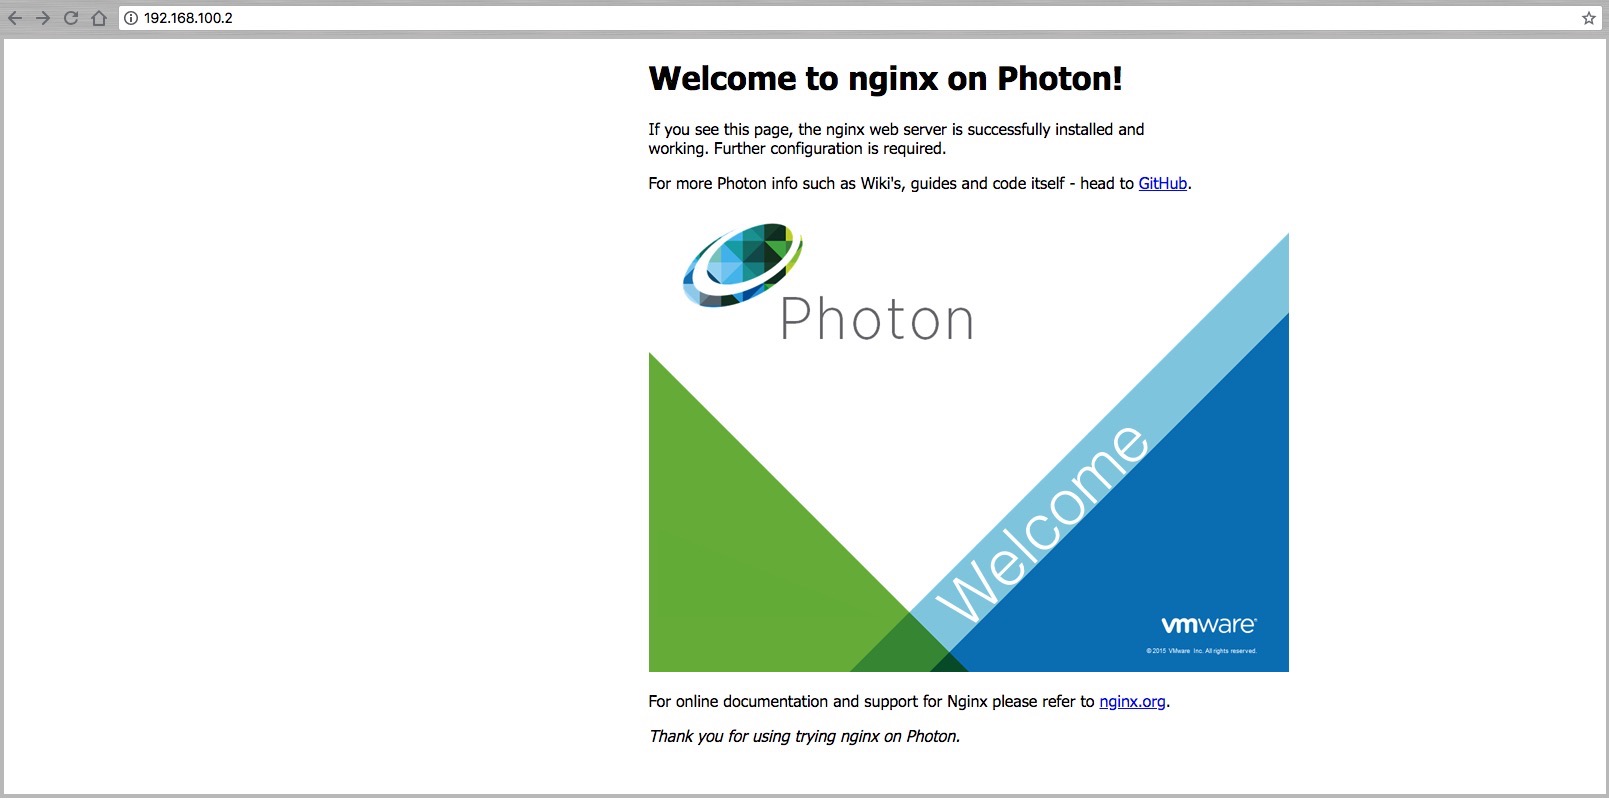 192.168.100.2
Welcome to nginx on Photon!
If you see this page, the nginx web server is successfully installed and
working. Further configuration is required.
For more Photon info such as Wiki's, guides and code itself - head to GitHub.
Photon
Welcome
vmware®
© 2015 VMware Inc. All rights reserved.
For online documentation and support for Nginx please refer to nginx.org.
Thank you for using trying nginx on Photon.